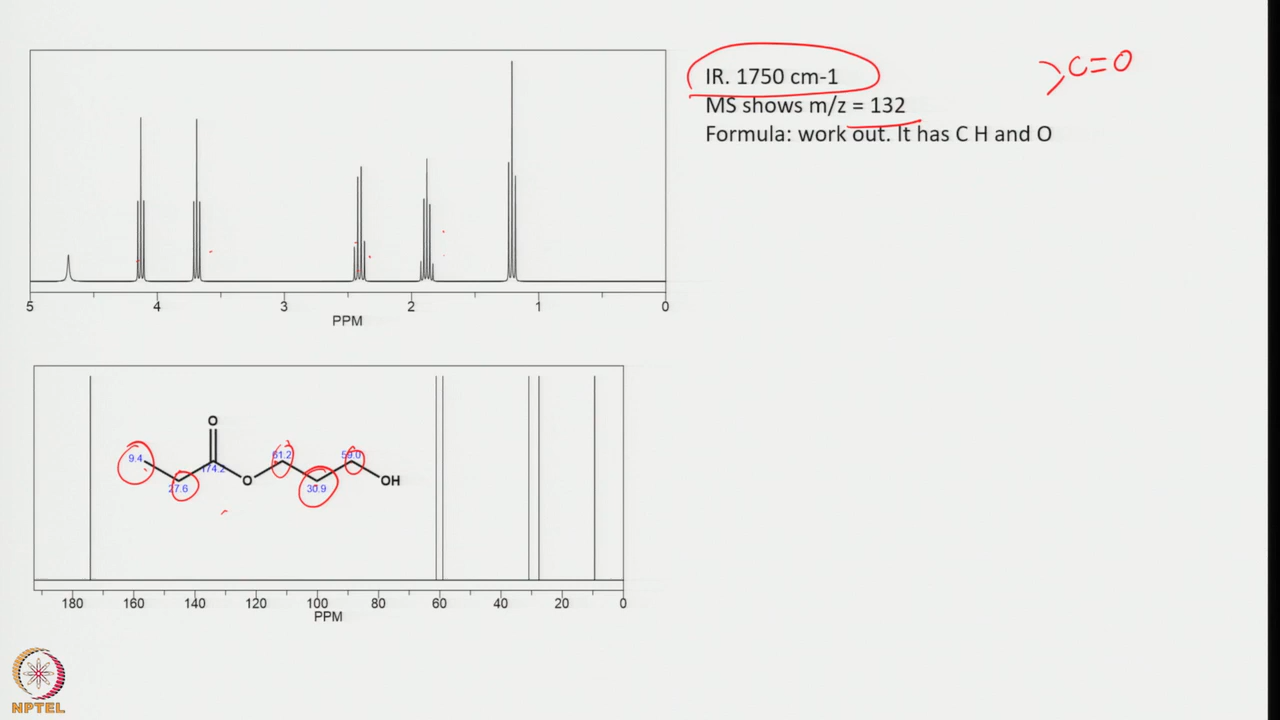 IR. 1750 cm-1
MS shows m/z = 132
Formula: work out. It has C H and O
C=O
5 4 3 2 1 0
PPM
O
9.4 61.2 59.0
174.2
O OH
27.6 30.9
180 160 140 120 100 80 60 40 20 0
PPM
NPTEL